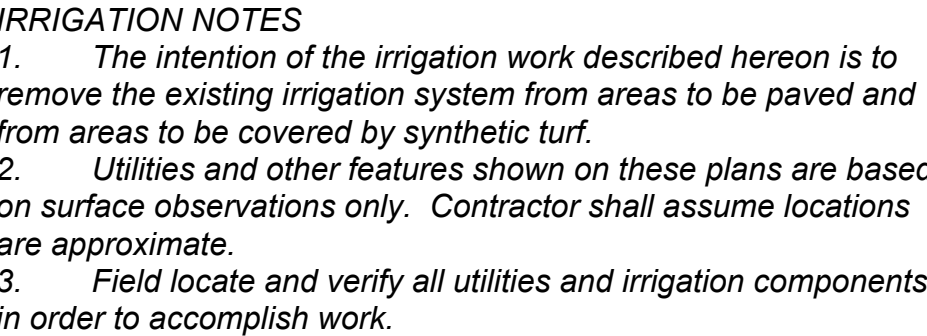 IRRIGATION NOTES
1. The intention of the irrigation work described hereon is to
remove the existing irrigation system from areas to be paved and
from areas to be covered by synthetic turf.
2. Utilities and other features shown on these plans are based
on surface observations only. Contractor shall assume locations
are approximate.
3. Field locate and verify all utilities and irrigation components
in order to accomplish work.